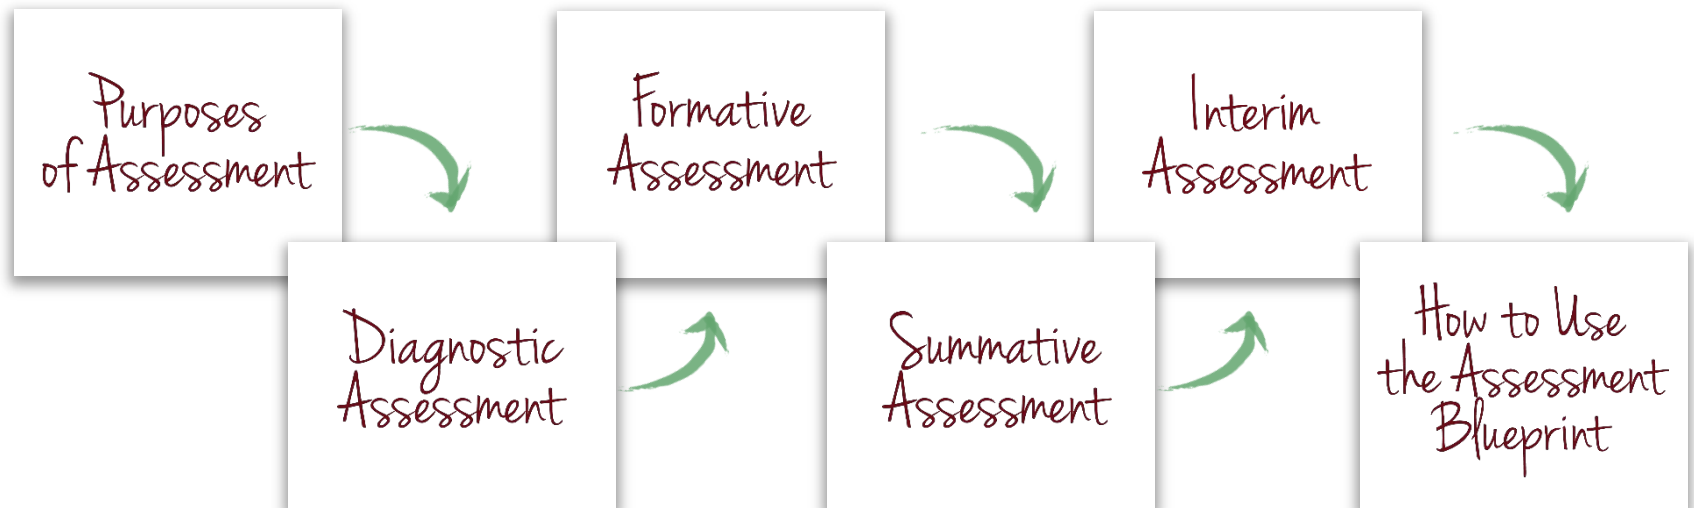 Purposes
of Assessment
Diagnostic
Assessment
Formative
Assessment
Summative
Assessment
Interim
Assessment
How to Use
the Assessment
Blueprint